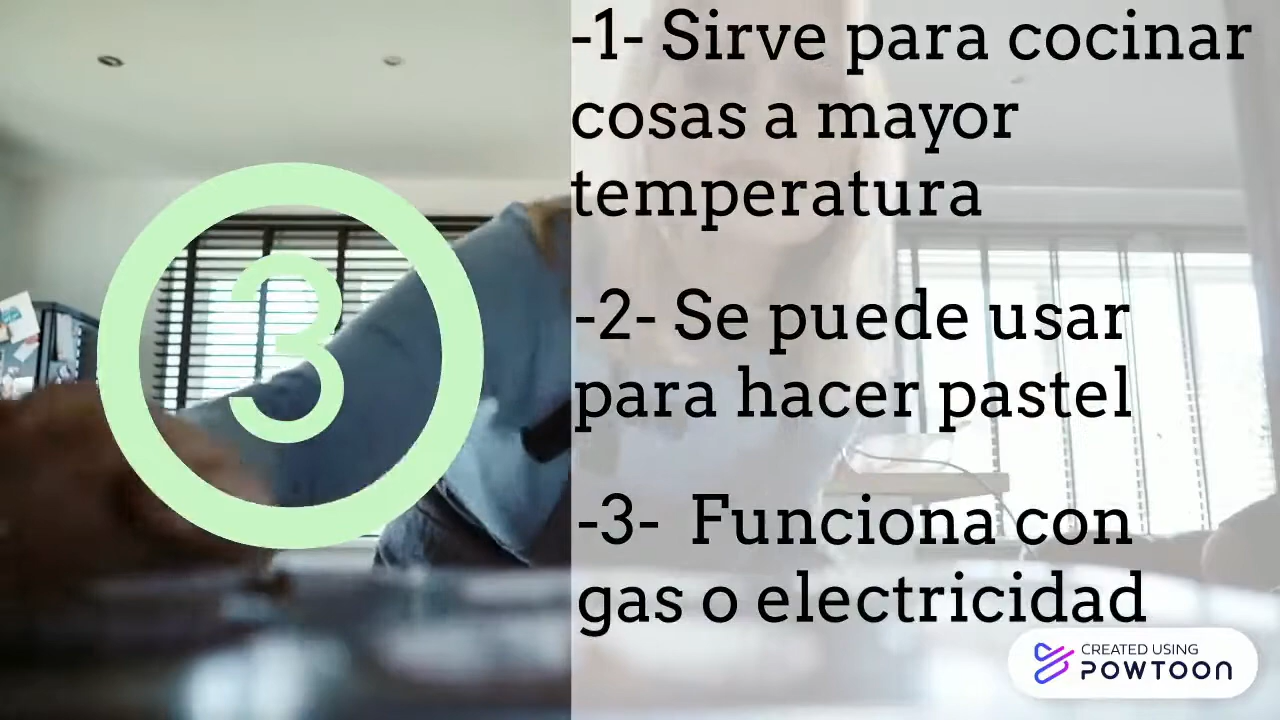 3
-1- Sirve para cocinar
cosas a mayor
temperatura
-2- Se puede usar
para hacer pastel
-3- Funciona con
gas o electricidad
CREATED USING
POWTOON